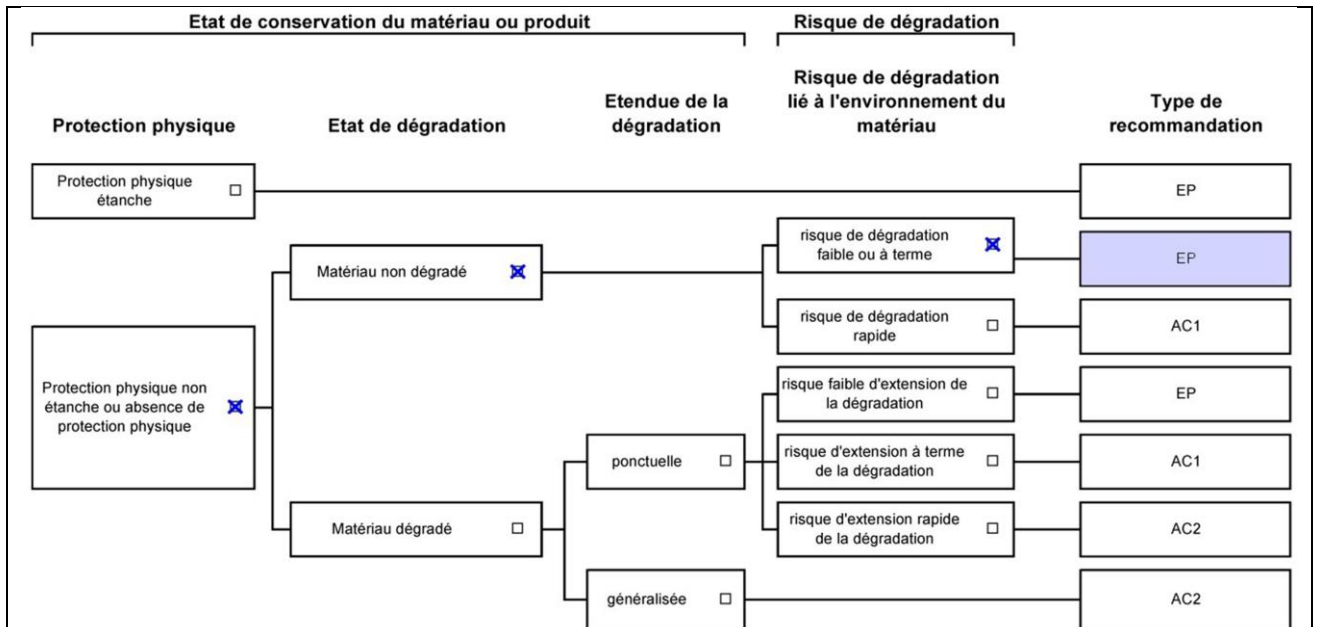 Etat de conservation du matériau ou produit
Risque de dégradation
Protection physique
Etat de dégradation
Etendue de la
dégradation
Risque de dégradation
lié à l'environnement du
matériau
Type de
recommandation
Protection physique
étanche
EP
risque de dégradation
faible ou à terme
EP
Matériau non dégradé
risque de dégradation
rapide
AC1
Protection physique non
étanche ou absence de
protection physique
risque faible d'extension de
la dégradation
EP
ponctuelle
risque d'extension à terme
de la dégradation
AC1
Matériau dégradé
risque d'extension rapide
de la dégradation
AC2
généralisée
AC2